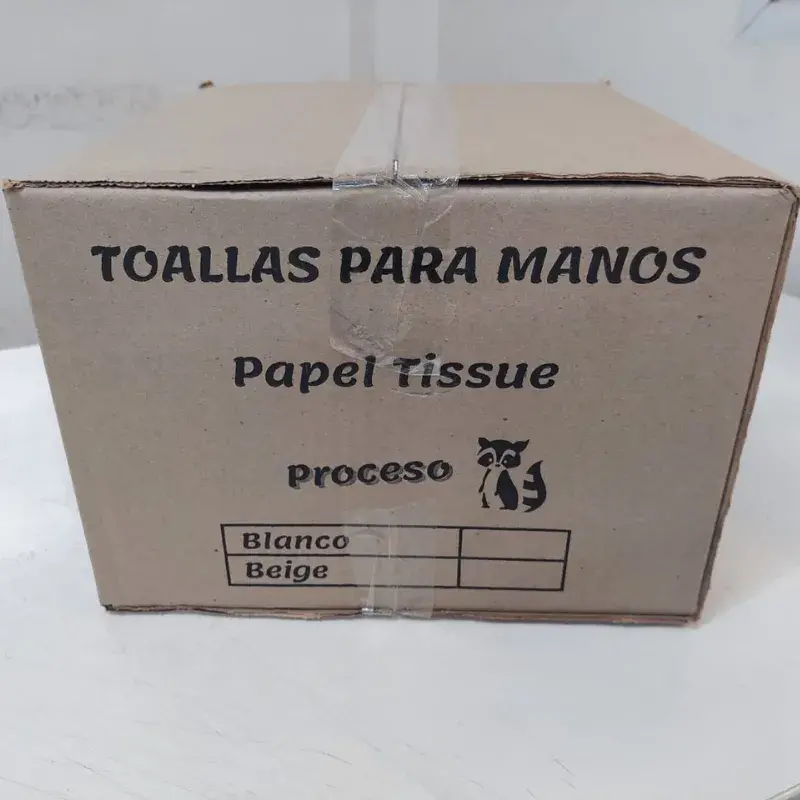 TOALLAS PARA MANOS
Papel Tissue
Proceso
Blanco
Beige